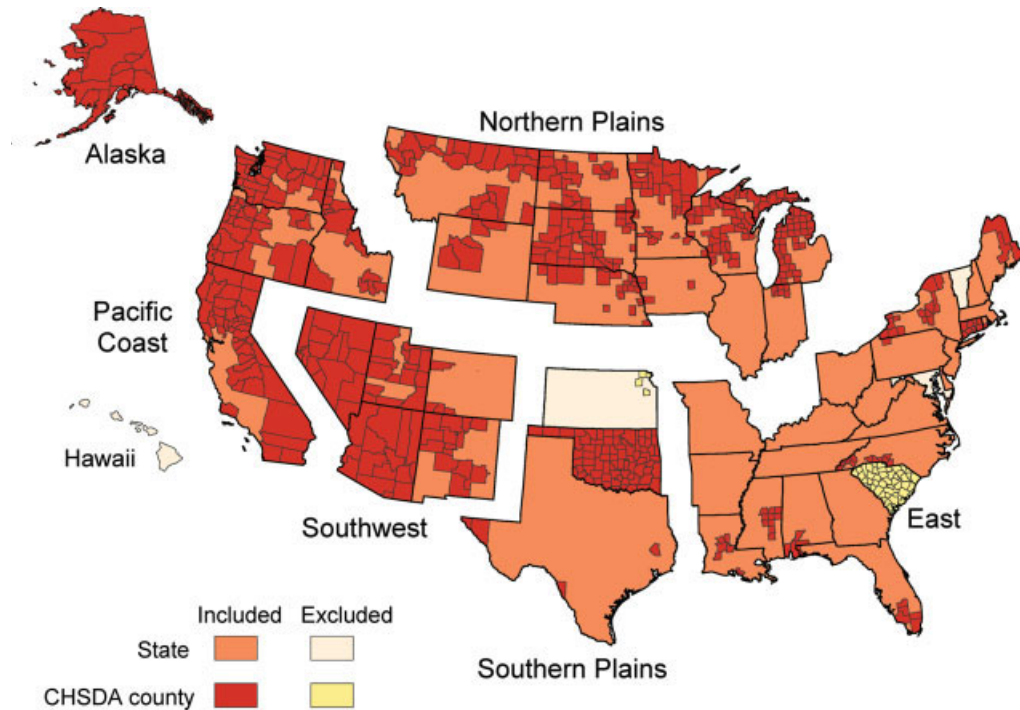 Northern Plains
Alaska
Pacific
Coast
Hawaii
Southwest
East
Southern Plains
Included Excluded
State
CHSDA county